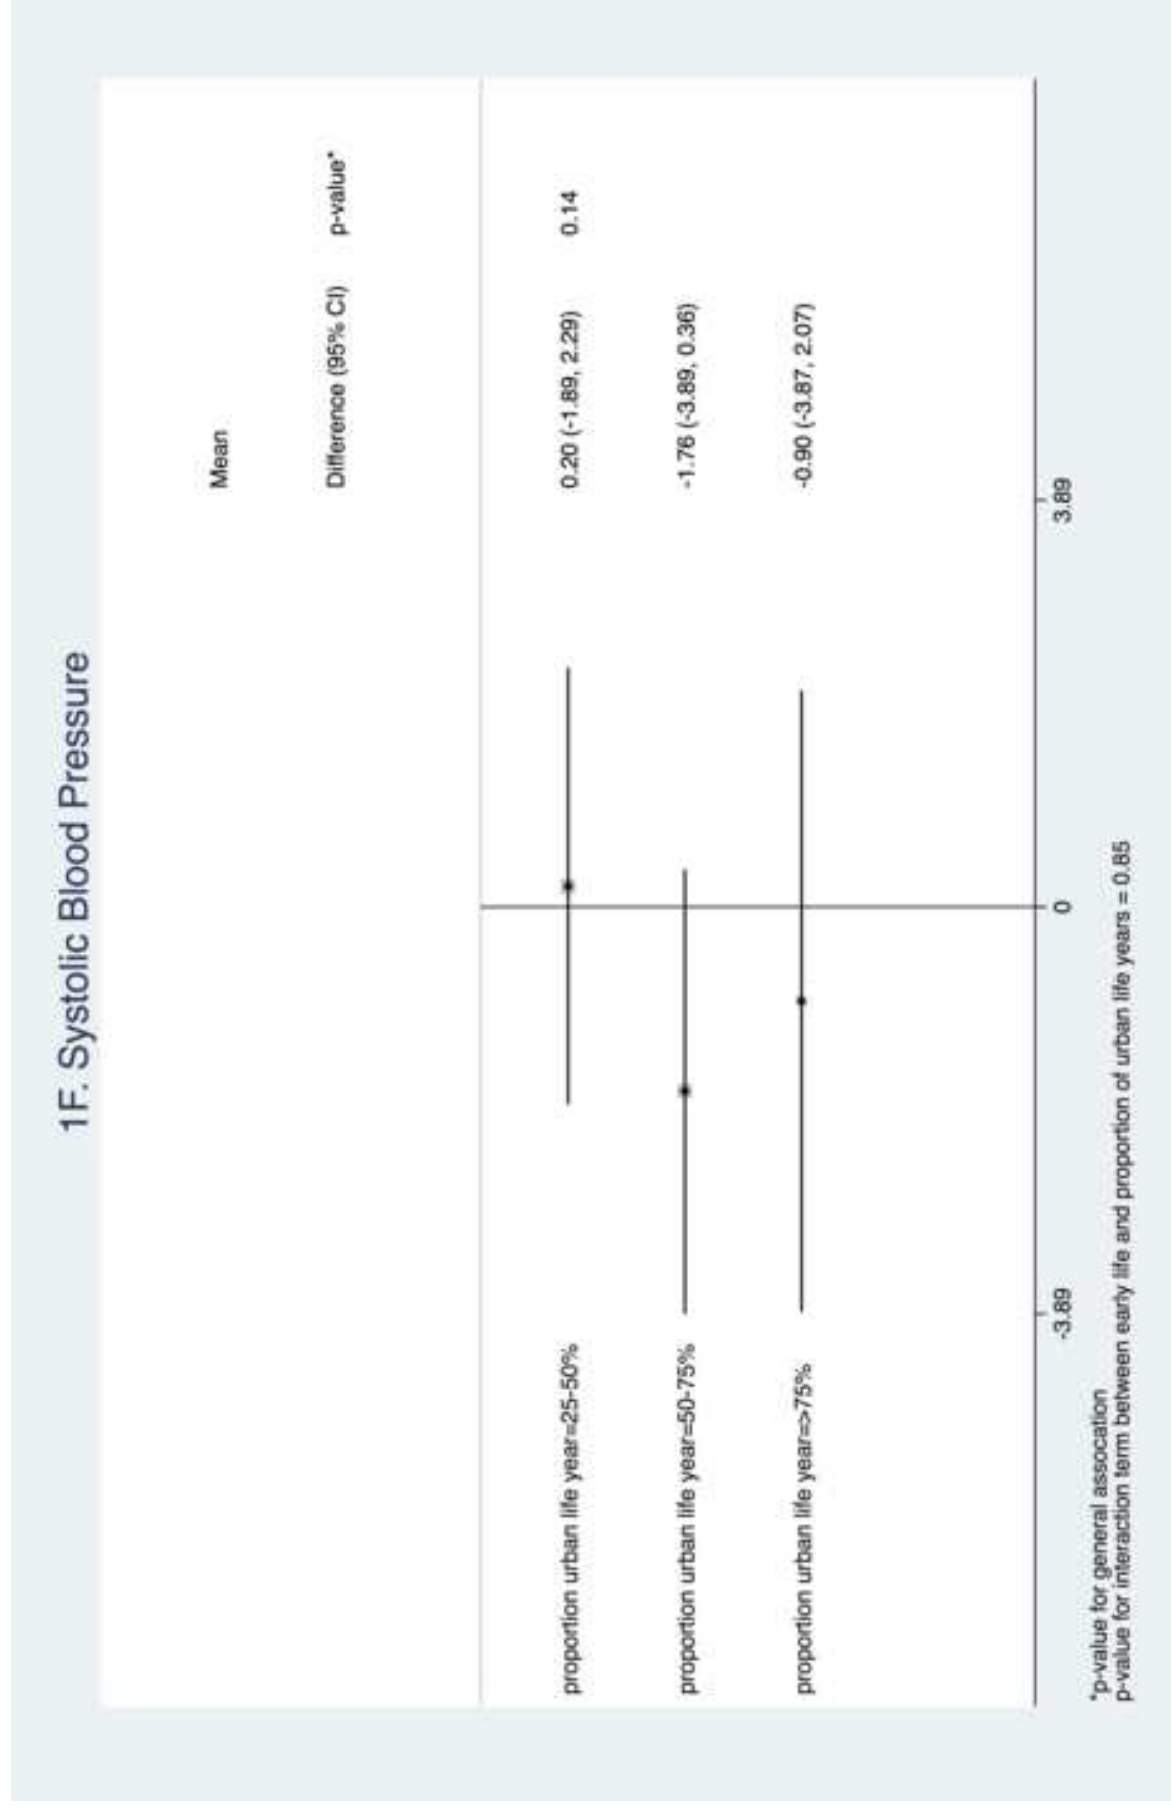 1F. Systolic Blood Pressure
Mean
Difference (95% CI) p-value*
proportion urban life year=25-50% 0.20 (-1.89, 2.29) 0.14
proportion urban life year=50-75% -1.76 (-3.89, 0.36)
proportion urban life year=>75% -0.90 (-3.87, 2.07)
-3.89 0 3.89
*p-value for general assocation
p-value for interaction term between early life and proportion of urban life years = 0.85